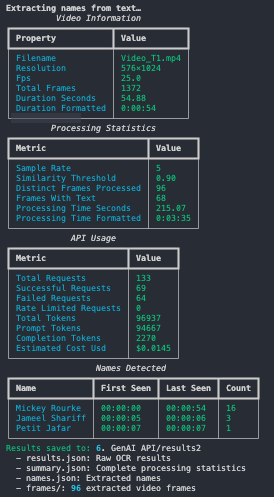 Extracting names from text…
Video Information
Property Value
Filename Video_T1.mp4
Resolution 576×1024
Fps 25.0
Total Frames 1372
Duration Seconds 54.88
Duration Formatted 0:00:54
Processing Statistics
Metric Value
Sample Rate 5
Similarity Threshold 0.90
Distinct Frames Processed 96
Frames With Text 68
Processing Time Seconds 215.07
Processing Time Formatted 0:03:35
API Usage
Metric Value
Total Requests 133
Successful Requests 69
Failed Requests 64
Rate Limited Requests 0
Total Tokens 96937
Prompt Tokens 94667
Completion Tokens 2270
Estimated Cost Usd $0.0145
Names Detected
Name First Seen Last Seen Count
Mickey Rourke 00:00:00 00:00:54 16
Jameel Shariff 00:00:05 00:00:06 3
Petit Jafar 00:00:07 00:00:07 1
Results saved to: 6. GenAI API/results2
- results.json: Raw OCR results
- summary.json: Complete processing statistics
- names.json: Extracted names
- frames/: 96 extracted video frames